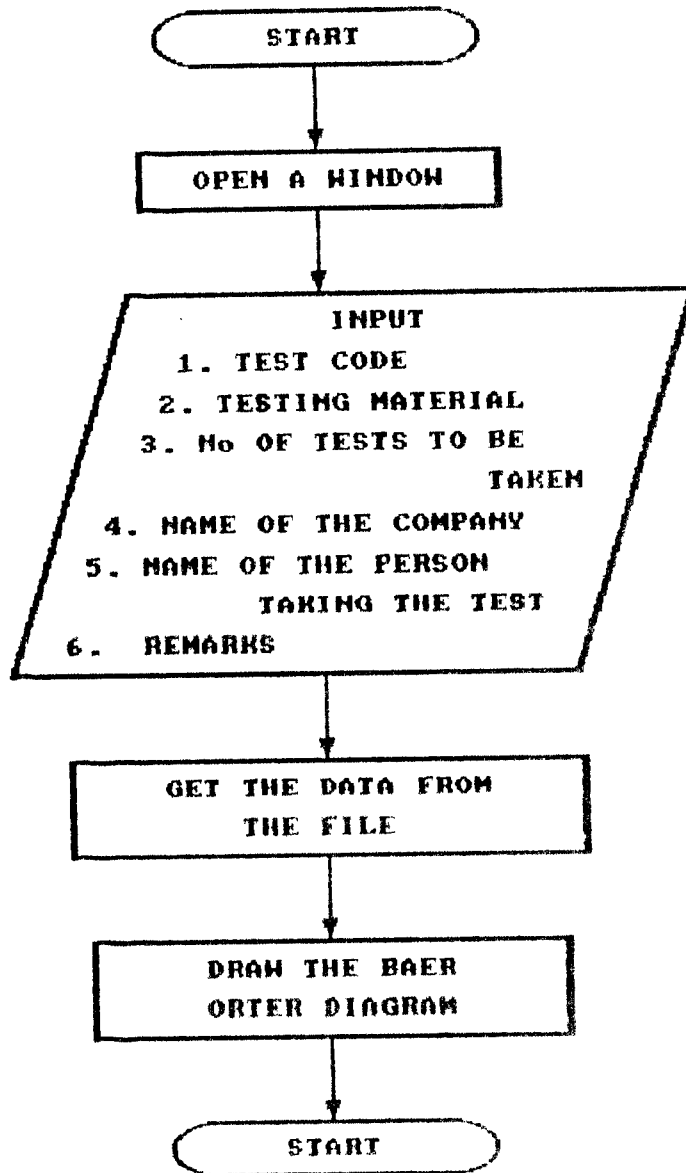 START
OPEN A WINDOW
INPUT
1. TEST CODE
2. TESTING MATERIAL
3. No OF TESTS TO BE
TAKEN
4. NAME OF THE COMPANY
5. NAME OF THE PERSON
TAKING THE TEST
6. REMARKS
GET THE DATA FROM
THE FILE
DRAW THE BAER
ORTER DIAGRAM
START